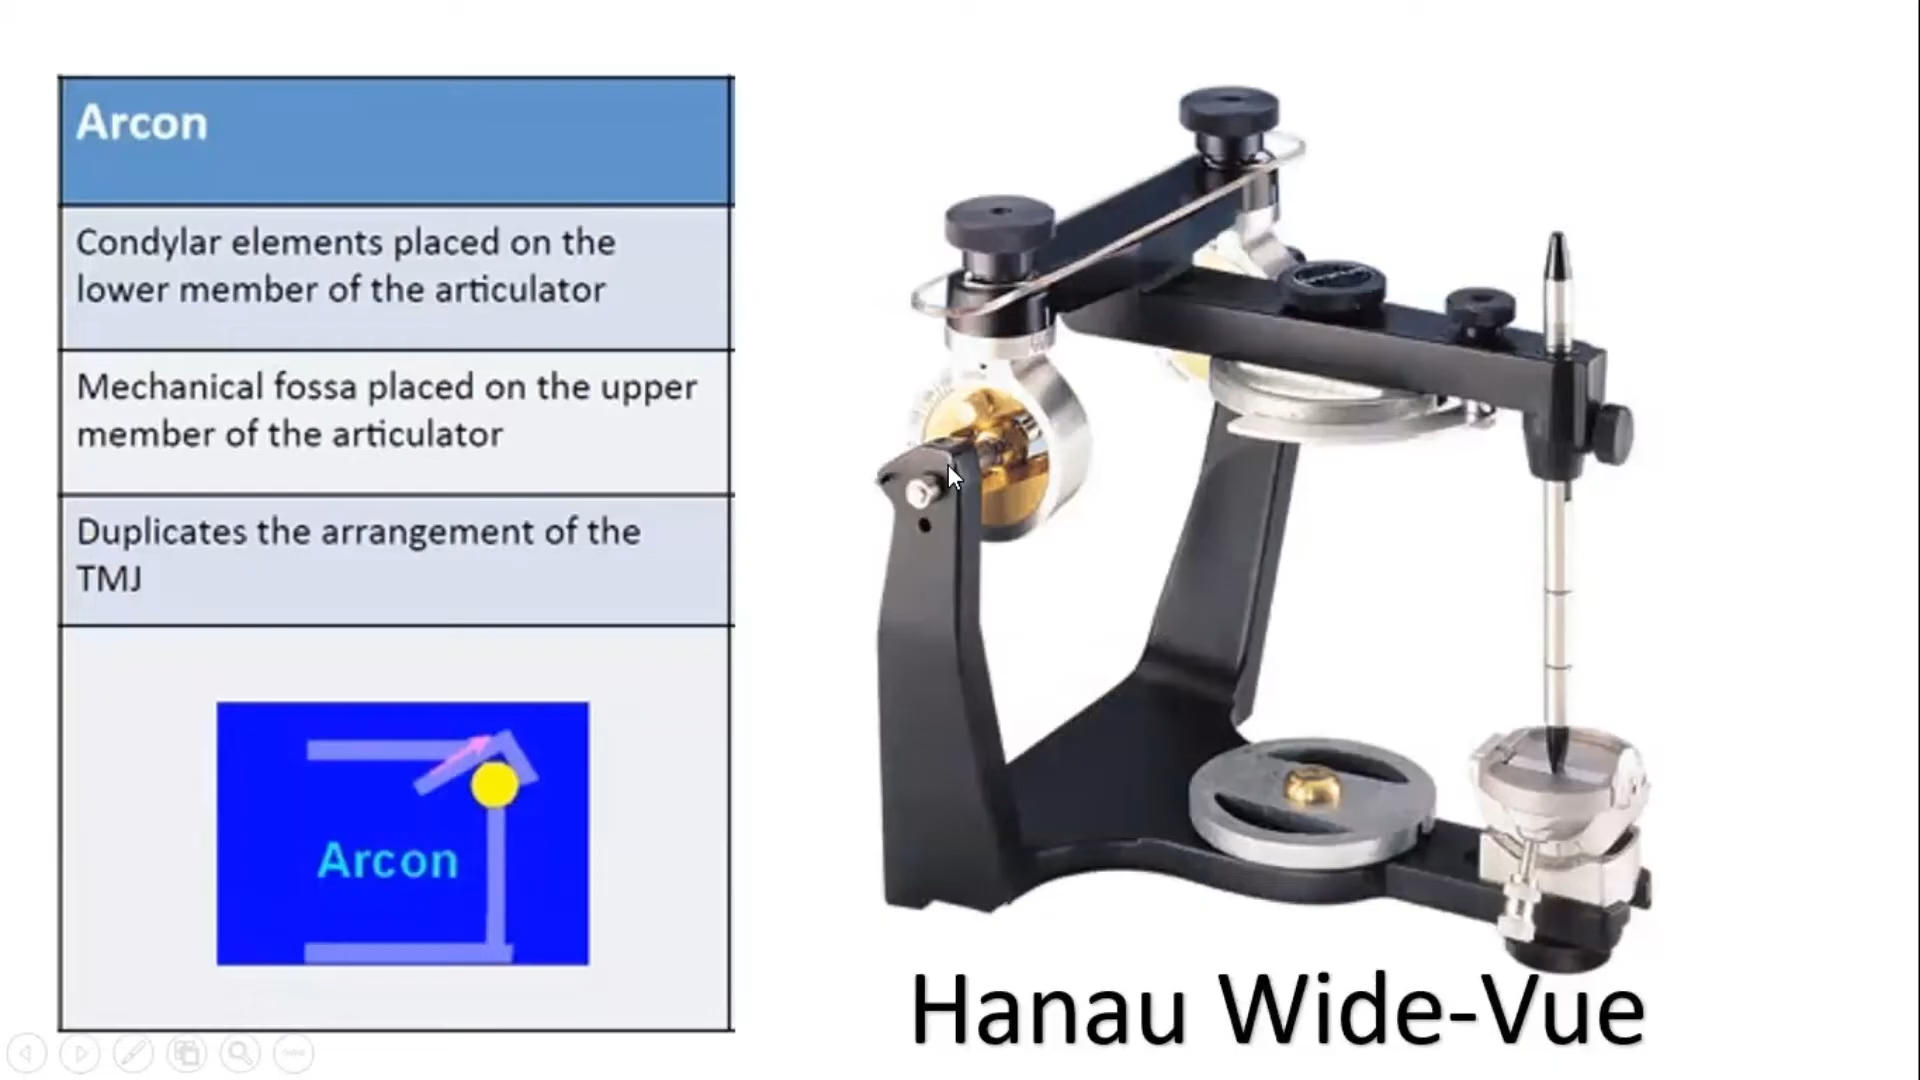 Arcon
Condylar elements placed on the
lower member of the articulator
Mechanical fossa placed on the upper
member of the articulator
Duplicates the arrangement of the
TMJ
Arcon
Hanau Wide-Vue